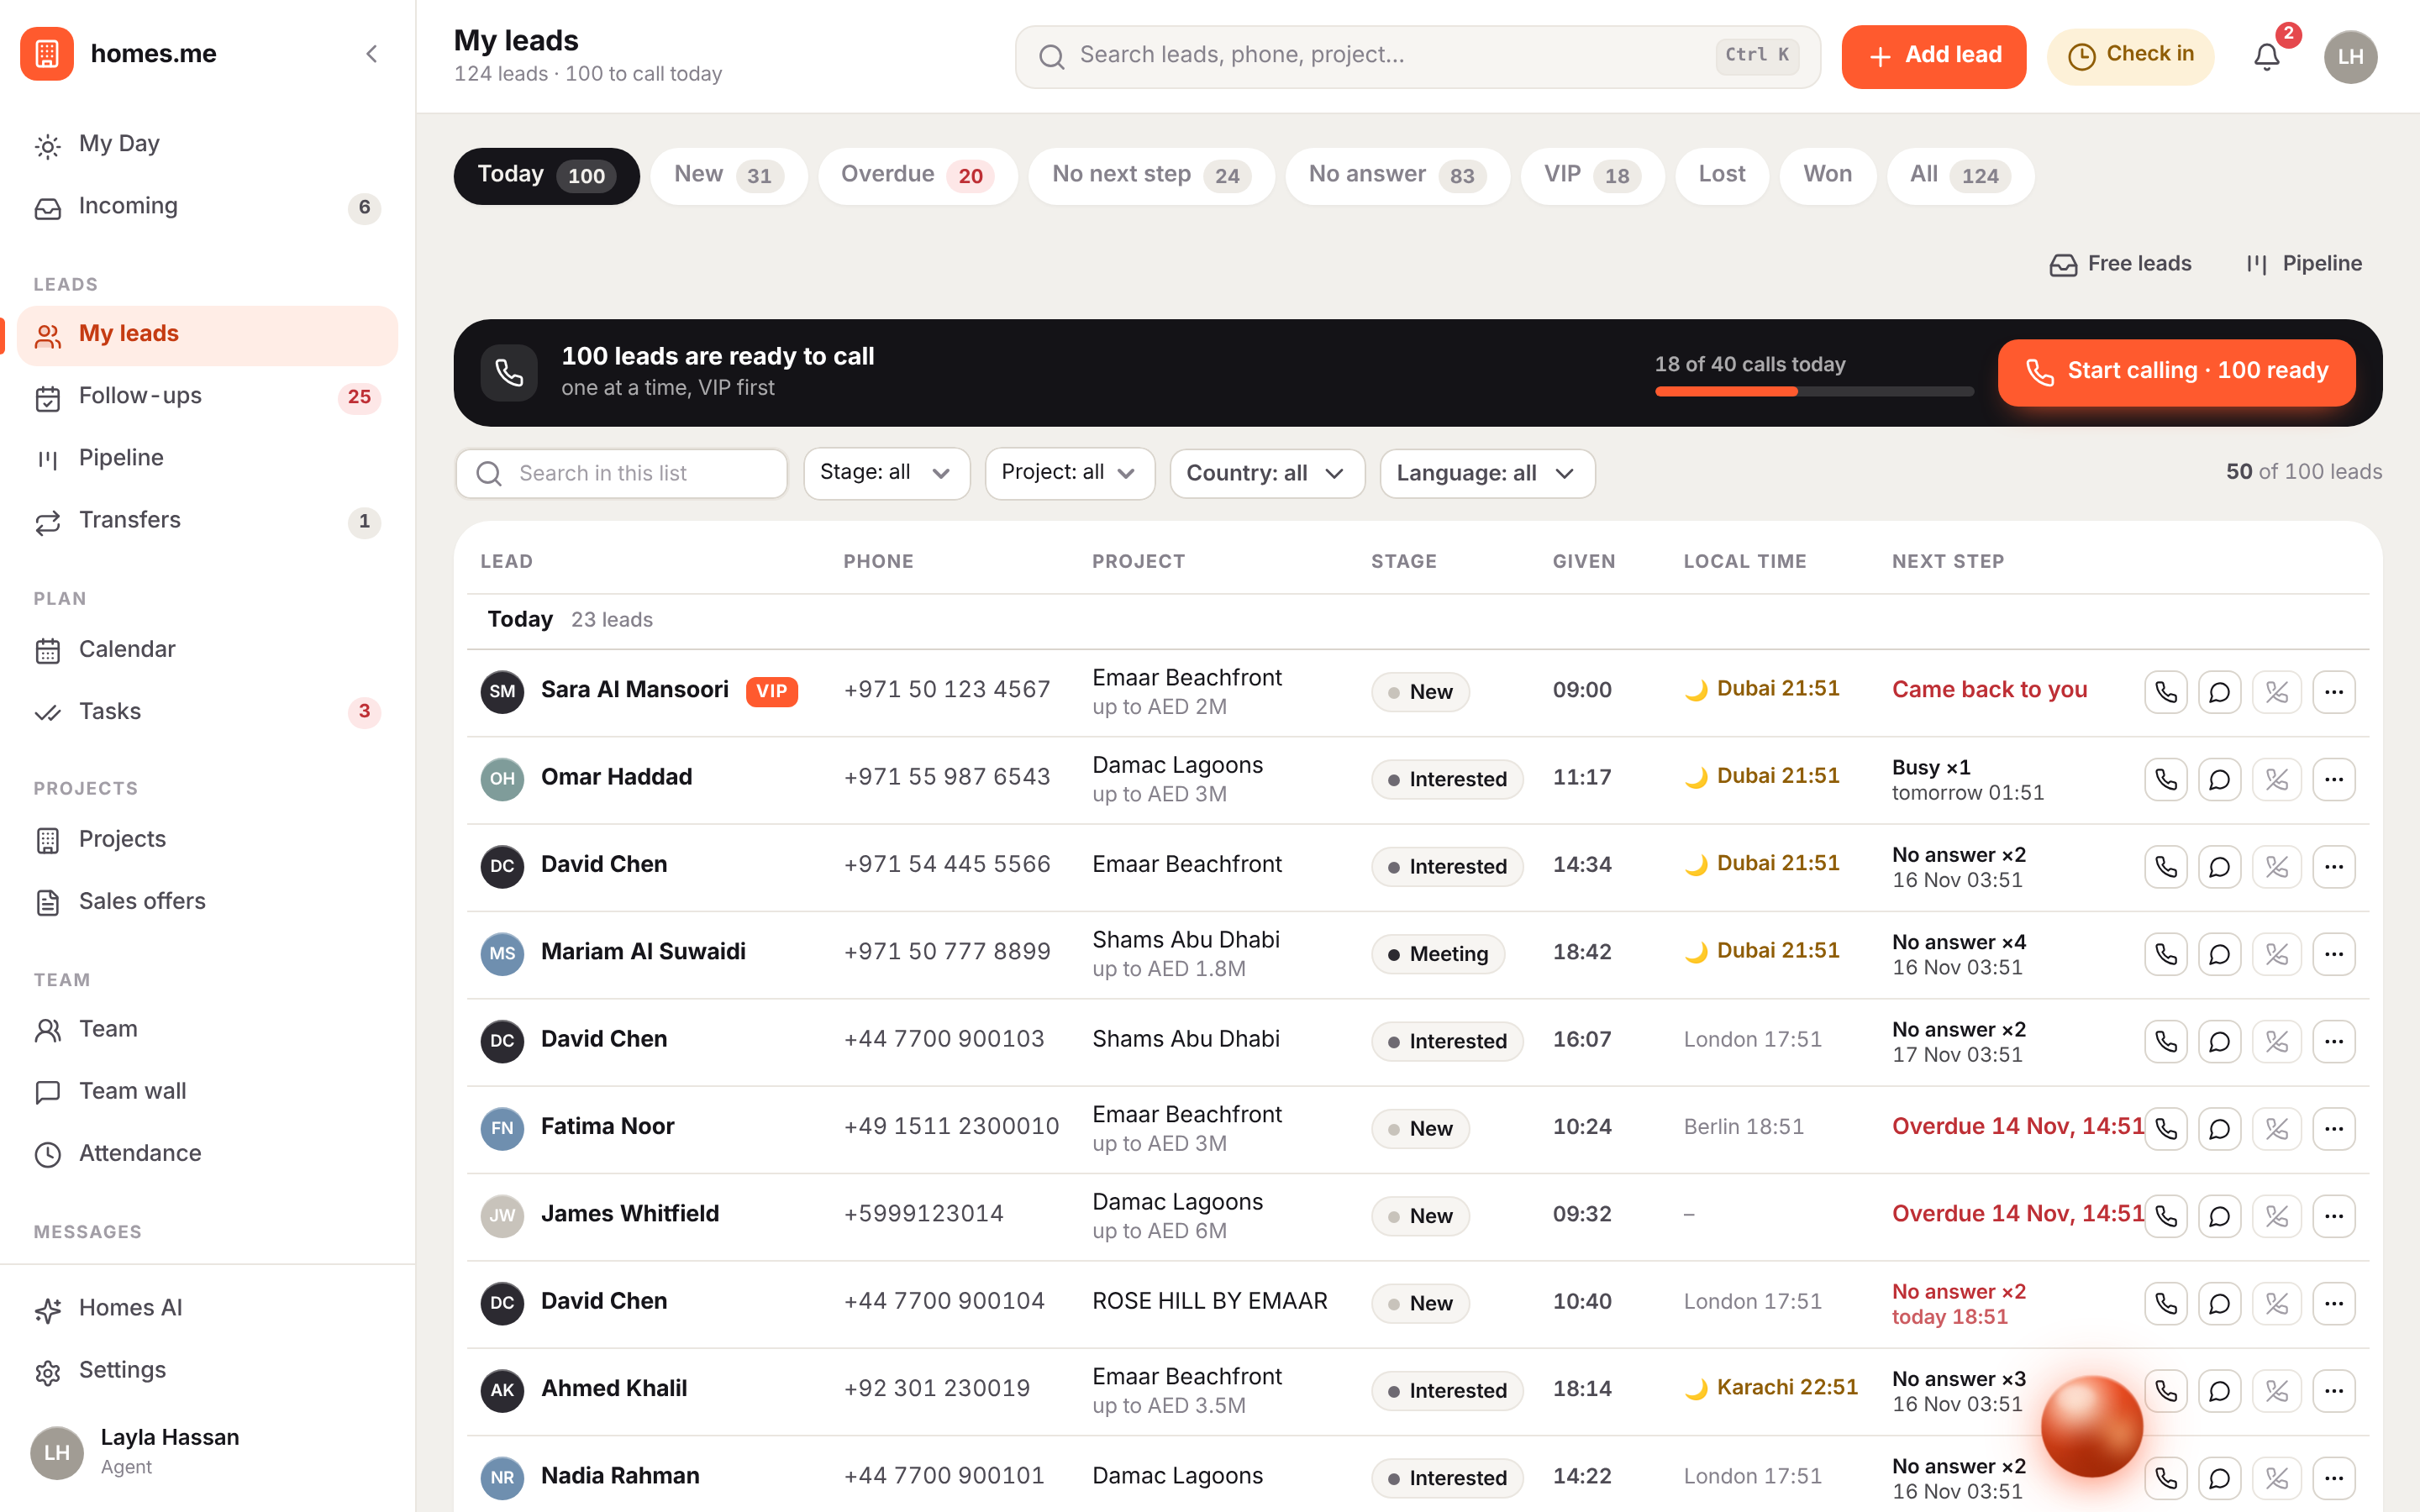 homes.me
My Day
Incoming 6
LEADS
My leads
Follow-ups 25
Pipeline
Transfers 1
PLAN
Calendar
Tasks 3
PROJECTS
Projects
Sales offers
TEAM
Team
Team wall
Attendance
MESSAGES
Homes AI
Settings
LH Layla Hassan
Agent
My leads
124 leads · 100 to call today
Search leads, phone, project... Ctrl K
+ Add lead
Check in
2
LH
Today 100 New 31 Overdue 20 No next step 24 No answer 83 VIP 18 Lost Won All 124
Free leads Pipeline
100 leads are ready to call
one at a time, VIP first
18 of 40 calls today
Start calling · 100 ready
Search in this list Stage: all Project: all Country: all Language: all 50 of 100 leads
LEAD PHONE PROJECT STAGE GIVEN LOCAL TIME NEXT STEP
Today 23 leads
SM Sara Al Mansoori VIP +971 50 123 4567 Emaar Beachfront New 09:00 🌙 Dubai 21:51 Came back to you
up to AED 2M
OH Omar Haddad +971 55 987 6543 Damac Lagoons Interested 11:17 🌙 Dubai 21:51 Busy ×1
up to AED 3M tomorrow 01:51
DC David Chen +971 54 445 5566 Emaar Beachfront Interested 14:34 🌙 Dubai 21:51 No answer ×2
16 Nov 03:51
MS Mariam Al Suwaidi +971 50 777 8899 Shams Abu Dhabi Meeting 18:42 🌙 Dubai 21:51 No answer ×4
up to AED 1.8M 16 Nov 03:51
DC David Chen +44 7700 900103 Shams Abu Dhabi Interested 16:07 London 17:51 No answer ×2
17 Nov 03:51
FN Fatima Noor +49 1511 2300010 Emaar Beachfront New 10:24 Berlin 18:51 Overdue 14 Nov, 14:51
up to AED 3M
JW James Whitfield +5999123014 Damac Lagoons New 09:32 – Overdue 14 Nov, 14:51
up to AED 6M
DC David Chen +44 7700 900104 ROSE HILL BY EMAAR New 10:40 London 17:51 No answer ×2
today 18:51
AK Ahmed Khalil +92 301 230019 Emaar Beachfront Interested 18:14 🌙 Karachi 22:51 No answer ×3
up to AED 3.5M 16 Nov 03:51
NR Nadia Rahman +44 7700 900101 Damac Lagoons Interested 14:22 London 17:51 No answer ×2
16 Nov 03:51